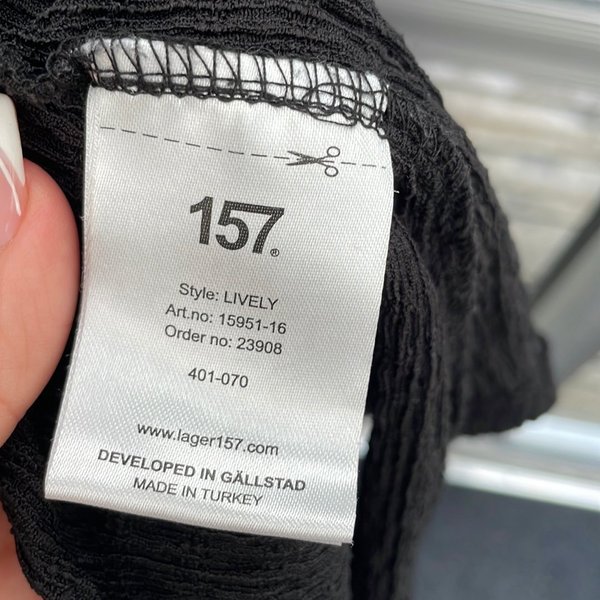 157®
Style: LIVELY
Art.no: 15951-16
Order no: 23908
401-070
www.lager157.com
DEVELOPED IN GÄLLSTAD
MADE IN TURKEY